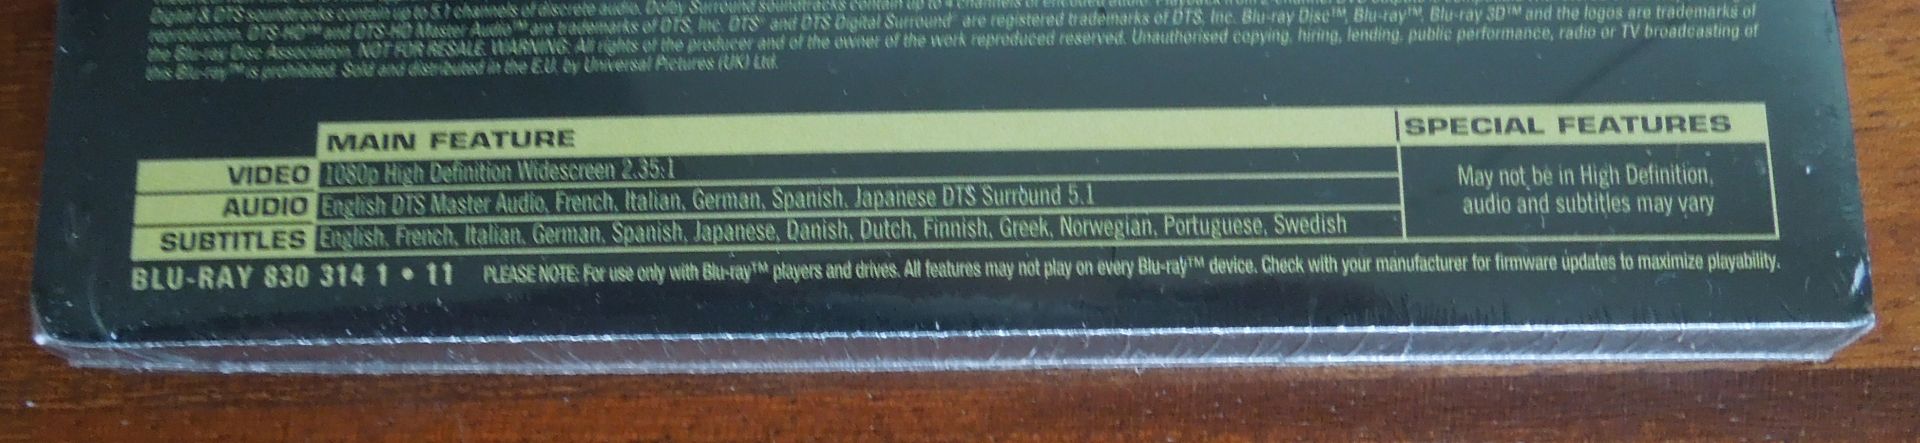 Digital & DTS soundtracks contain up to 5.1 channels of discrete audio. Dolby Surround soundtracks contain up to 4 channels of encoded audio.
reproduction. DTS-HD™ and DTS-HD Master Audio™ are trademarks of DTS, Inc. DTS® and DTS Digital Surround® are registered trademarks of DTS, Inc. Blu-ray Disc™, Blu-ray™, Blu-ray 3D™ and the logos are trademarks of
the Blu-ray Disc Association. NOT FOR RESALE. WARNING: All rights of the producer and of the owner of the work reproduced reserved. Unauthorised copying, hiring, lending, public performance, radio or TV broadcasting of
this Blu-ray™ is prohibited. Sold and distributed in the E.U. by Universal Pictures (UK) Ltd.
MAIN FEATURE
VIDEO 1080p High Definition Widescreen 2.35:1
AUDIO English DTS Master Audio, French, Italian, German, Spanish, Japanese DTS Surround 5.1
SUBTITLES English, French, Italian, German, Spanish, Japanese, Danish, Dutch, Finnish, Greek, Norwegian, Portuguese, Swedish
SPECIAL FEATURES
May not be in High Definition,
audio and subtitles may vary
BLU-RAY 830 314 1 • 11 PLEASE NOTE: For use only with Blu-ray™ players and drives. All features may not play on every Blu-ray™ device. Check with your manufacturer for firmware updates to maximize playability.